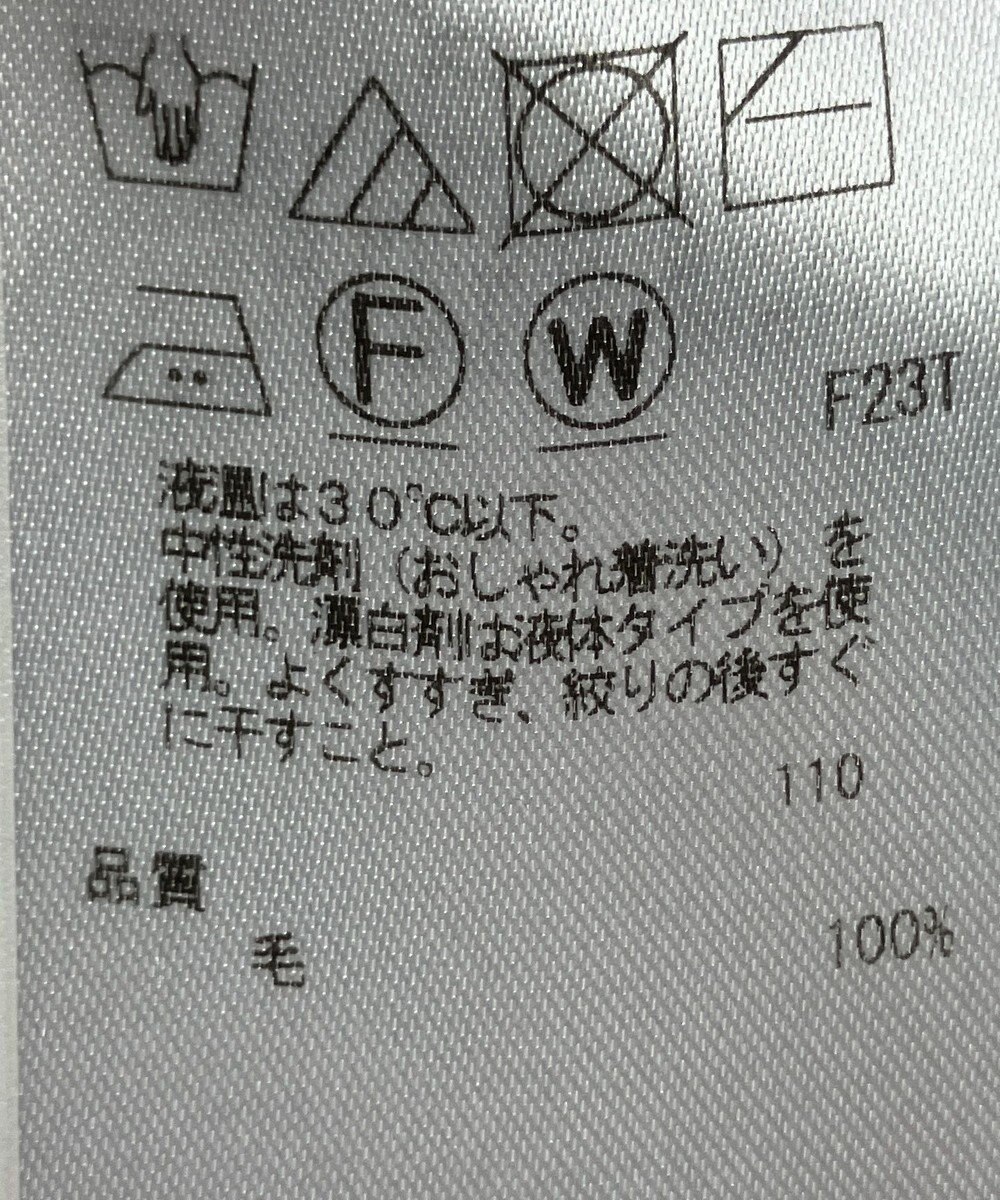 F W F23T
液温は30℃以下。
中性洗剤(おしゃれ着洗い)を
使用。漂白剤は液体タイプを使
用。よくすすぎ、絞りの後すぐ
に干すこと。
110
品質
毛 100%